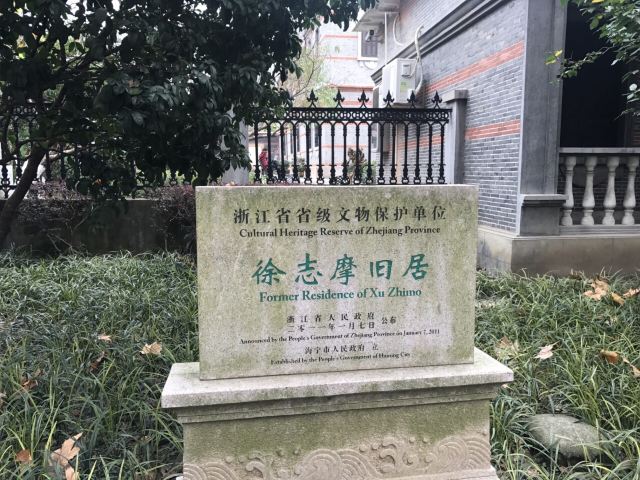 浙江省省级文物保护单位
Cultural Heritage Reserve of Zhejiang Province
徐志摩旧居
Former Residence of Xu Zhimo
浙江省人民政府
二〇一一年一月七日 公布
Announced by the People's Government of Zhejiang Province on January 7, 2011
海宁市人民政府 立
Established by the People's Government of Haining City